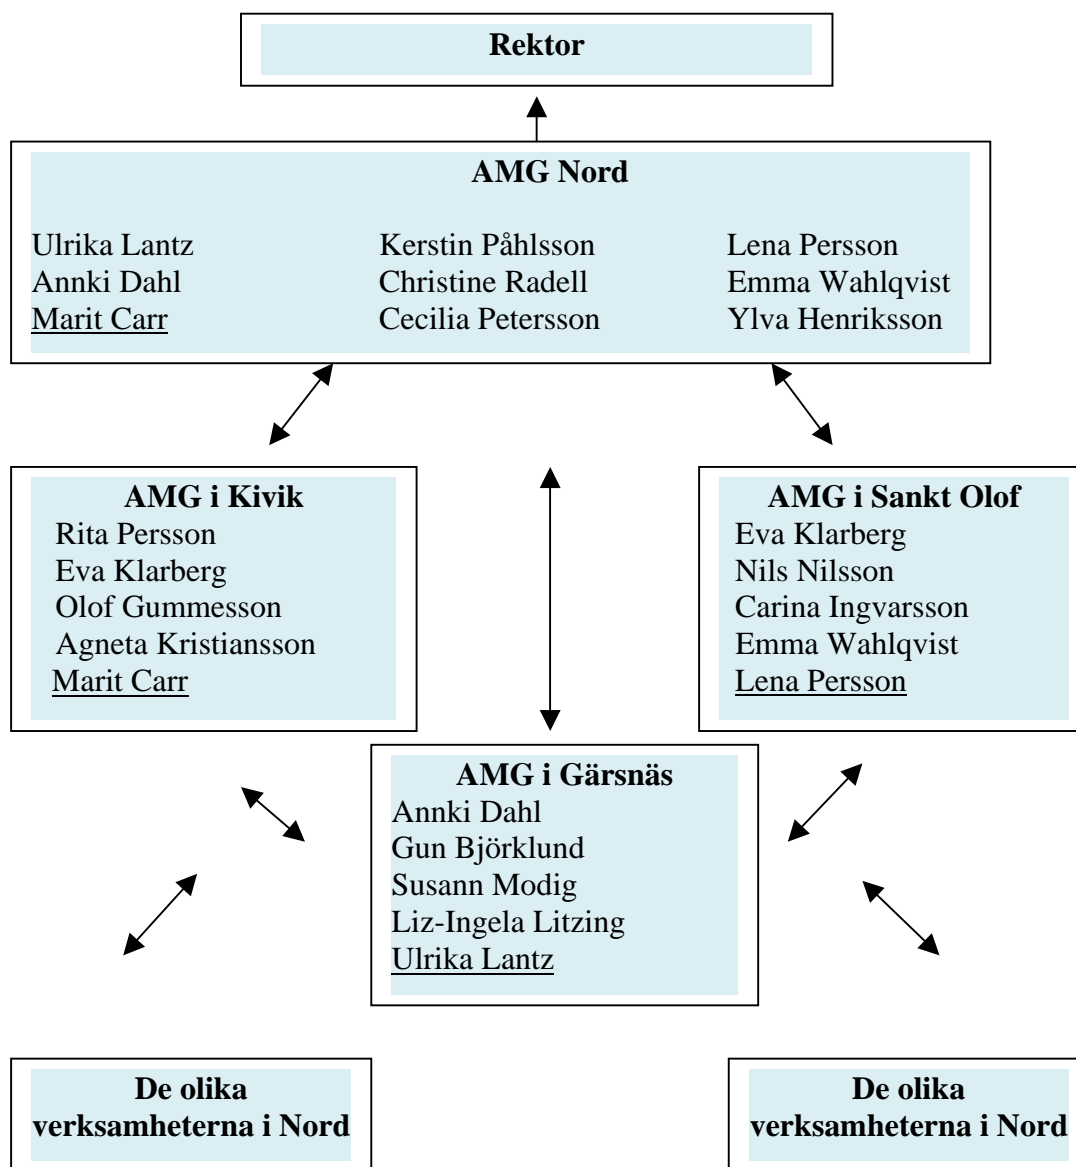 Rektor
AMG Nord
Ulrika Lantz Kerstin Påhlsson Lena Persson
Annki Dahl Christine Radell Emma Wahlqvist
Marit Carr Cecilia Petersson Ylva Henriksson
AMG i Kivik
Rita Persson
Eva Klarberg
Olof Gummesson
Agneta Kristiansson
Marit Carr
AMG i Sankt Olof
Eva Klarberg
Nils Nilsson
Carina Ingvarsson
Emma Wahlqvist
Lena Persson
AMG i Gärsnäs
Annki Dahl
Gun Björklund
Susann Modig
Liz-Ingela Litzing
Ulrika Lantz
De olika
verksamheterna i Nord
De olika
verksamheterna i Nord